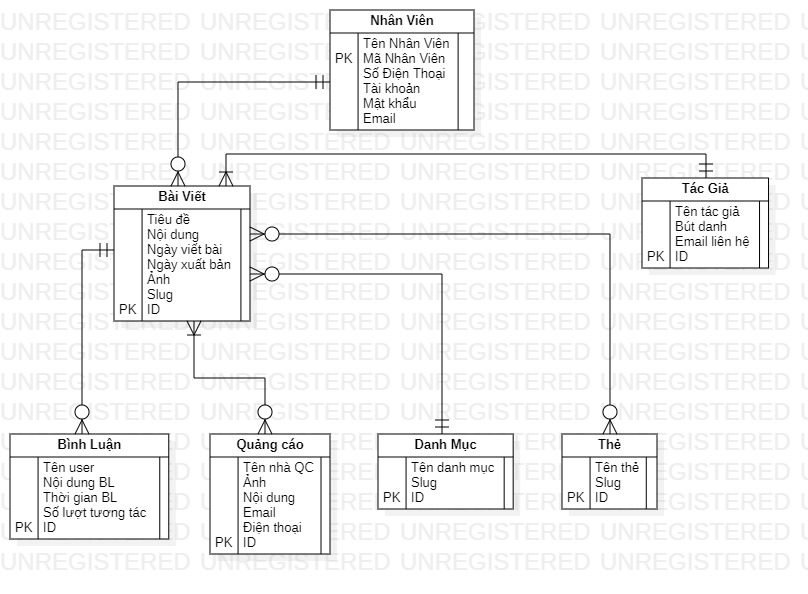 Nhân Viên
Tên Nhân Viên
PK Mã Nhân Viên
Số Điện Thoại
Tài khoản
Mật khẩu
Email
Bài Viết
Tiêu đề
Nội dung
Ngày viết bài
Ngày xuất bản
Ảnh
Slug
PK ID
Tác Giả
Tên tác giả
Bút danh
Email liên hệ
PK ID
Bình Luận
Tên user
Nội dung BL
Thời gian BL
Số lượt tương tác
PK ID
Quảng cáo
Tên nhà QC
Ảnh
Nội dung
Email
Điện thoại
PK ID
Danh Mục
Tên danh mục
Slug
PK ID
Thẻ
Tên thẻ
Slug
PK ID
UNREGISTERED